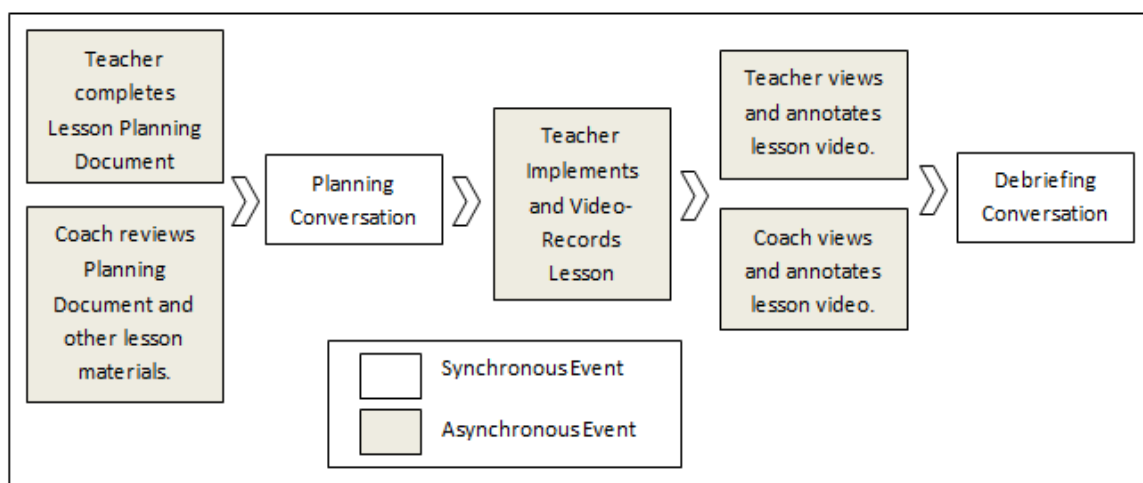 Teacher
completes
Lesson Planning
Document
Coach reviews
Planning
Document and
other lesson
materials.
Planning
Conversation
Teacher
Implements
and Video-
Records
Lesson
Teacher views
and annotates
lesson video.
Coach views
and annotates
lesson video.
Debriefing
Conversation
Synchronous Event
Asynchronous Event